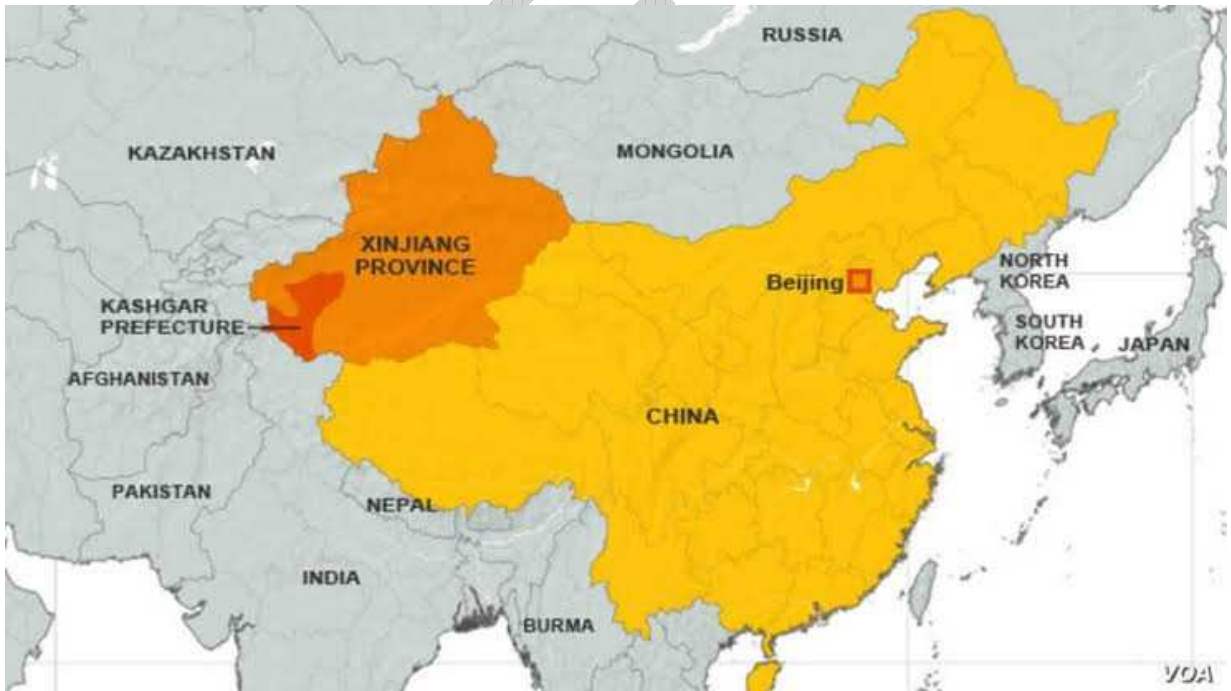 RUSSIA
KAZAKHSTAN
MONGOLIA
XINJIANG
PROVINCE
Beijing
NORTH
KOREA
KASHGAR
PREFECTURE
SOUTH
KOREA
JAPAN
AFGHANISTAN
CHINA
PAKISTAN
NEPAL
INDIA
BURMA
VOA